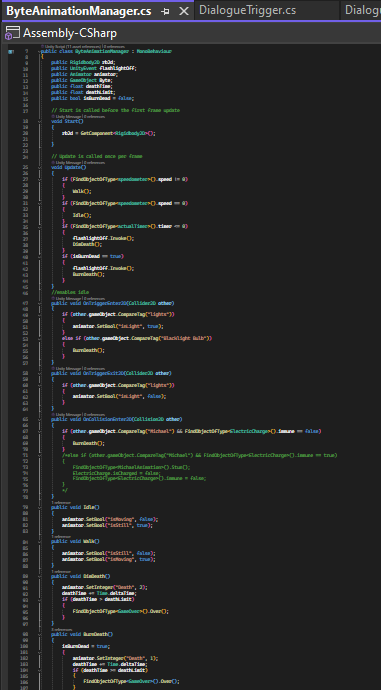 ByteAnimationManager.cs
DialogueTrigger.cs
Dialogu
Assembly-CSharp
public class ByteAnimationManager : MonoBehaviour
{
public Rigidbody2D rb2d;
public UnityEvent flashlightOff;
public Animator animator;
public GameObject Byte;
public float deathTime;
public float deathLimit;
public bool isBurnDead = false;
// Start is called before the first frame update
void Start()
{
rb2d = GetComponent<Rigidbody2D>();
}
// Update is called once per frame
void Update()
{
if (FindObjectOfType<speedometer>().speed != 0)
{
Walk();
}
if (FindObjectOfType<speedometer>().speed == 0)
{
Idle();
}
if (FindObjectOfType<actualTimer>().timer <= 0)
{
flashlightOff.Invoke();
DimDeath();
}
if (isBurnDead == true)
{
flashlightOff.Invoke();
BurnDeath();
}
}
//enables idle
public void OnTriggerEnter2D(Collider2D other)
{
if (other.gameObject.CompareTag("lights"))
{
animator.SetBool("isLight", true);
}
else if (other.gameObject.CompareTag("Blacklight Bulb"))
{
BurnDeath();
}
}
public void OnTriggerExit2D(Collider2D other)
{
if (other.gameObject.CompareTag("lights"))
{
animator.SetBool("isLight", false);
}
}
public void OnCollisionEnter2D(Collision2D other)
{
if (other.gameObject.CompareTag("Michael") && FindObjectOfType<ElectricCharge>().immune == false)
{
BurnDeath();
}
/*else if (other.gameObject.CompareTag("Michael") && FindObjectOfType<ElectricCharge>().immune == true)
{
FindObjectOfType<MichaelAnimation>().Stun();
ElectricCharge.isCharged = false;
FindObjectOfType<ElectricCharge>().immune = false;
}
*/
}
public void Idle()
{
animator.SetBool("isMoving", false);
animator.SetBool("isStill", true);
}
public void Walk()
{
animator.SetBool("isStill", false);
animator.SetBool("isMoving", true);
}
public void DimDeath()
{
animator.SetInteger("Death", 2);
deathTime += Time.deltaTime;
if (deathTime > deathLimit)
{
FindObjectOfType<GameOver>().Over();
}
}
public void BurnDeath()
{
isBurnDead = true;
{
animator.SetInteger("Death", 1);
deathTime += Time.deltaTime;
if (deathTime >= deathLimit)
{
FindObjectOfType<GameOver>().Over();
}